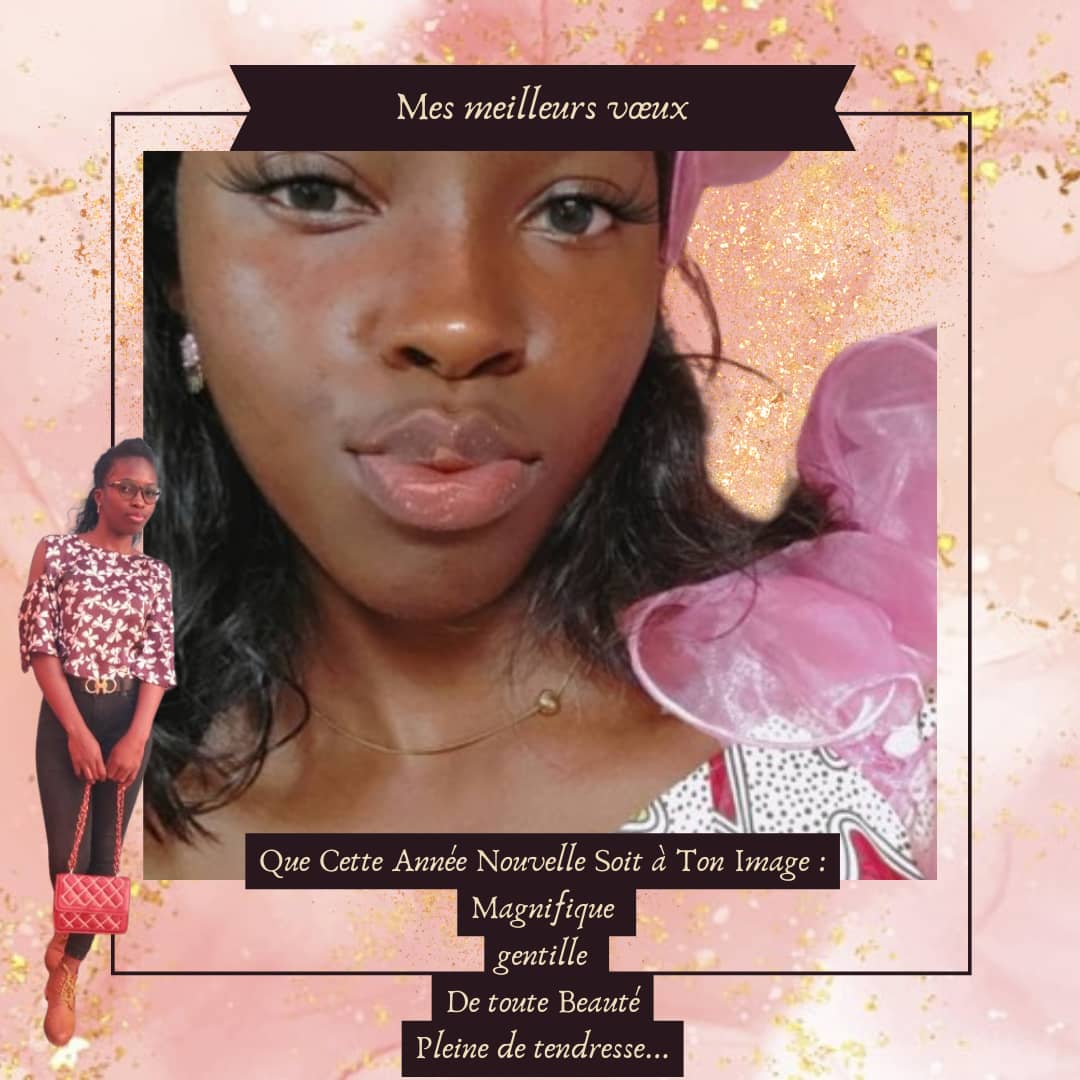 Mes meilleurs vœux
Que Cette Année Nouvelle Soit à Ton Image :
Magnifique
gentille
De toute Beauté
Pleine de tendresse...